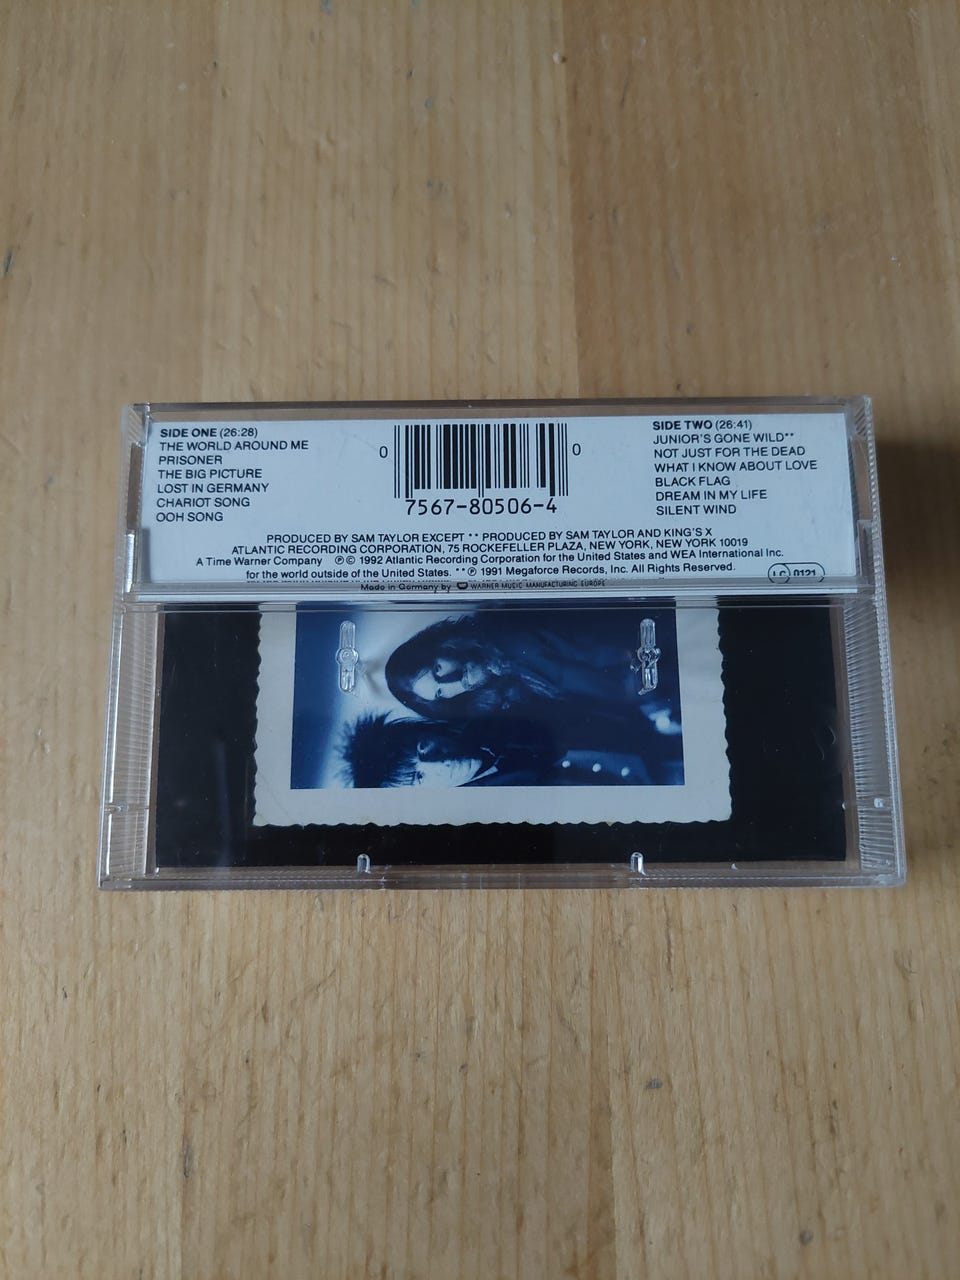 SIDE ONE (26:28)
THE WORLD AROUND ME
PRISONER
THE BIG PICTURE
LOST IN GERMANY
CHARIOT SONG
OOH SONG
0 0
7567-80506-4
SIDE TWO (26:41)
JUNIOR'S GONE WILD**
NOT JUST FOR THE DEAD
WHAT I KNOW ABOUT LOVE
BLACK FLAG
DREAM IN MY LIFE
SILENT WIND
PRODUCED BY SAM TAYLOR EXCEPT ** PRODUCED BY SAM TAYLOR AND KING'S X
ATLANTIC RECORDING CORPORATION, 75 ROCKEFELLER PLAZA, NEW YORK, NEW YORK 10019
A Time Warner Company ℗© 1992 Atlantic Recording Corporation for the United States and WEA International Inc.
for the world outside of the United States. **℗ 1991 Megaforce Records, Inc. All Rights Reserved.
LC 0121
Made in Germany by WARNER MUSIC MANUFACTURING EUROPE